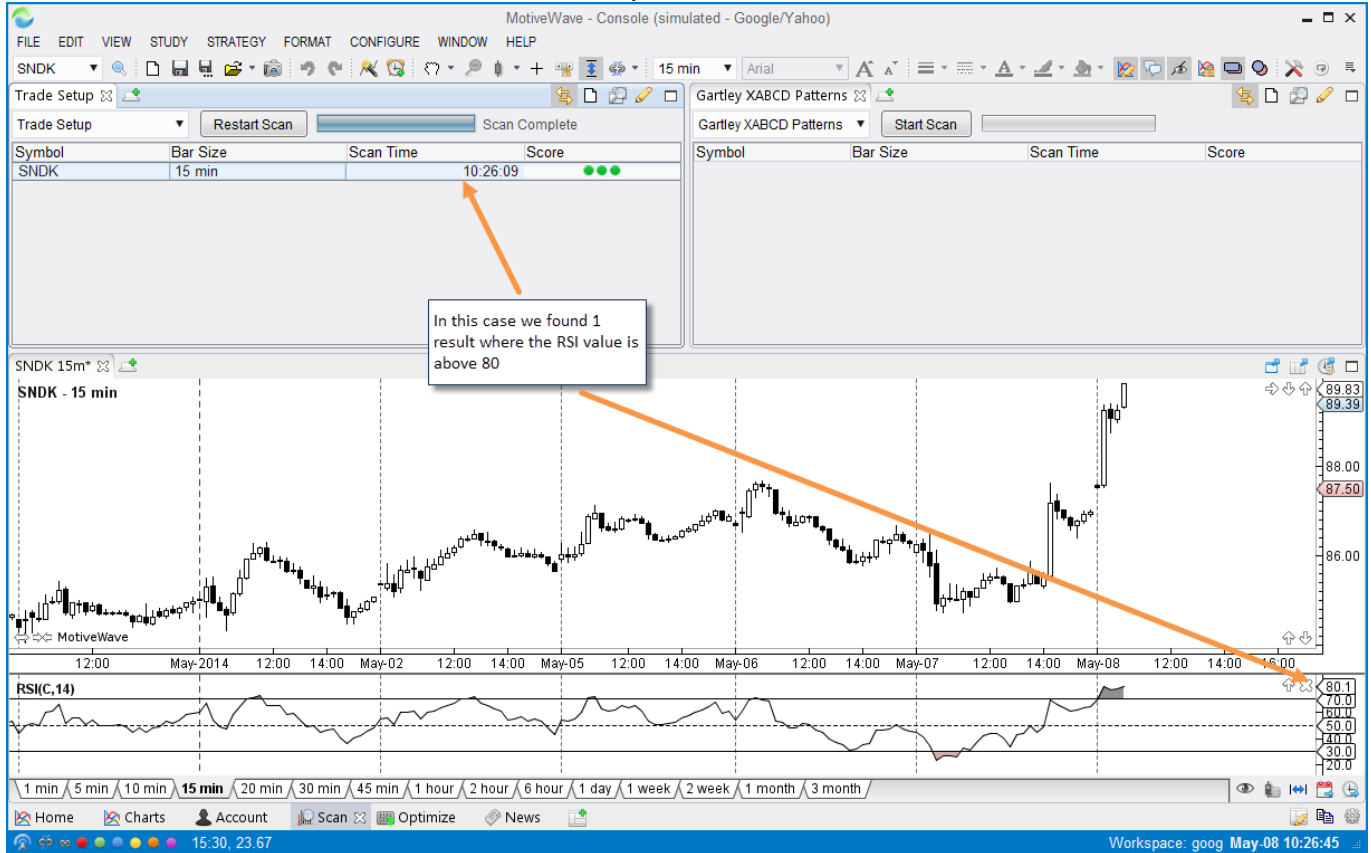 MotiveWave - Console (simulated - Google/Yahoo)
FILE EDIT VIEW STUDY STRATEGY FORMAT CONFIGURE WINDOW HELP
SNDK 15 min Arial
Trade Setup
Trade Setup Restart Scan Scan Complete
Symbol Bar Size Scan Time Score
SNDK 15 min 10:26:09
Gartley XABCD Patterns
Gartley XABCD Patterns Start Scan
Symbol Bar Size Scan Time Score
In this case we found 1
result where the RSI value is
above 80
SNDK 15m*
SNDK - 15 min
89.83
89.39
88.00
87.50
86.00
MotiveWave
12:00 May-2014 12:00 14:00 May-02 12:00 14:00 May-05 12:00 14:00 May-06 12:00 14:00 May-07 12:00 14:00 May-08 12:00 14:00 16:00
RSI(C,14)
80.1
70.0
60.0
50.0
40.0
30.0
20.0
1 min 5 min 10 min 15 min 20 min 30 min 45 min 1 hour 2 hour 6 hour 1 day 1 week 2 week 1 month 3 month
Home Charts Account Scan Optimize News
15:30, 23.67 Workspace: goog May-08 10:26:45